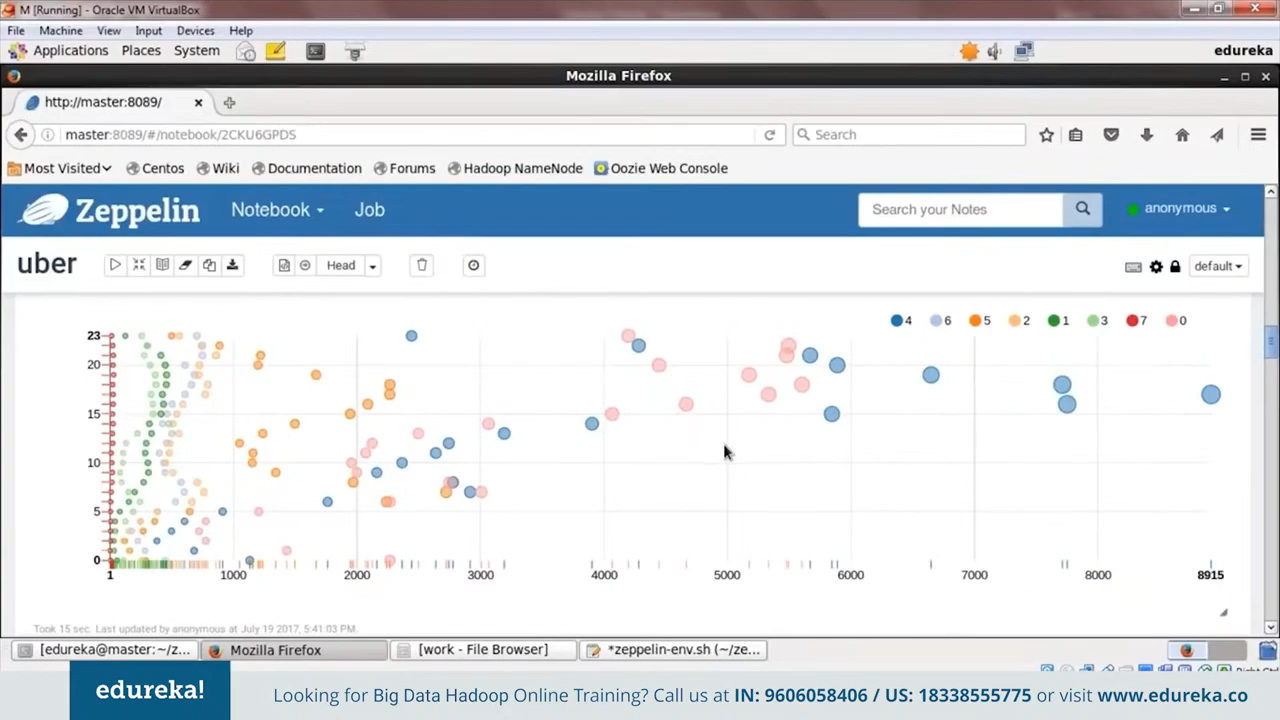 M [Running] - Oracle VM VirtualBox
File Machine View Input Devices Help
Applications Places System edureka
Mozilla Firefox
http://master:8089/
master:8089/#/notebook/2CKU6GPDS Search
Most Visited Centos Wiki Documentation Forums Hadoop NameNode Oozie Web Console
Zeppelin Notebook Job Search your Notes anonymous
uber Head default
4 6 5 2 1 3 7 0
23
20
15
10
5
0
1 1000 2000 3000 4000 5000 6000 7000 8000 8915
Took 15 sec. Last updated by anonymous at July 19 2017, 5:41:03 PM.
[edureka@master:~/z... Mozilla Firefox [work - File Browser] *zeppelin-env.sh (~/ze...
edureka! Looking for Big Data Hadoop Online Training? Call us at IN: 9606058406 / US: 18338555775 or visit www.edureka.co